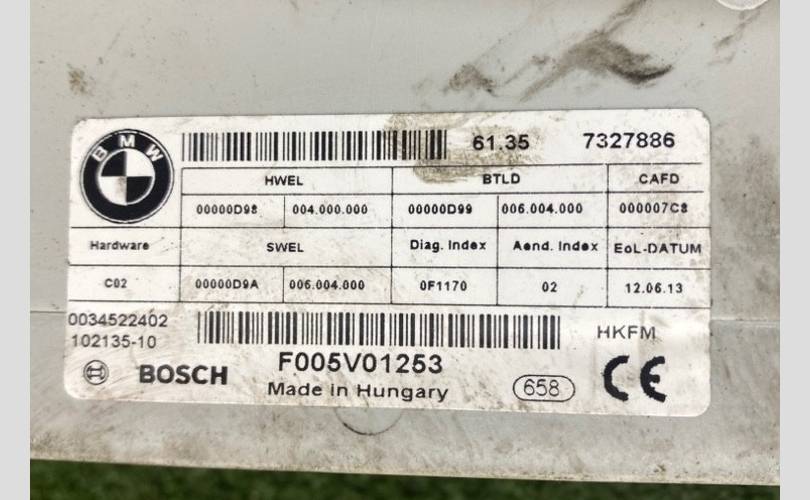 BMW
61.35 7327886
HWEL BTLD CAFD
00000D98 004.000.000 00000D99 006.004.000 000007C8
Hardware SWEL Diag. Index Aend. Index EoL-DATUM
C02 00000D9A 006.004.000 0F1170 02 12.06.13
0034522402
102135-10
HKFM
BOSCH F005V01253
Made in Hungary 658 CE